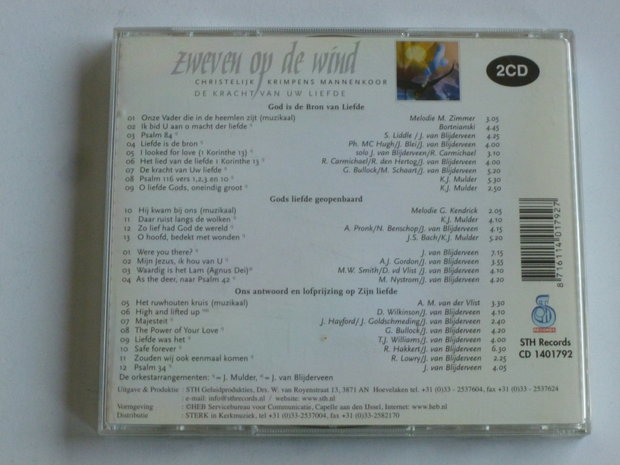 zweven op de wind
CHRISTELIJK KRIMPENS MANNENKOOR
DE KRACHT VAN UW LIEFDE
2CD
God is de Bron van Liefde
01 Onze Vader die in de heemlen zijt (muzikaal) Melodie M. Zimmer 3.05
02 Ik bid U aan o macht der liefde Bortnianski 4.45
03 Psalm 84 S. Liddle / J. van Blijderveen 4.25
04 Liefde is de bron Ph. MC Hugh/J. Blei/J. van Blijderveen 4.00
05 I looked for love (1 Korinthe 13) solo J. van Blijderveen/R. Carmichael 3.10
06 Het lied van de liefde 1 Korinthe 13 R. Carmichael/R. den Hertog/J. van Blijderveen 4.00
07 De kracht van Uw liefde G. Bullock/M. Schaart/J. van Blijderveen 4.00
08 Psalm 116 vers 1,2,3 en 10 K.J. Mulder 5.30
09 O liefde Gods, oneindig groot K.J. Mulder 2.50
Gods liefde geopenbaard
10 Hij kwam bij ons (muzikaal) Melodie G. Kendrick 2.05
11 Daar ruist langs de wolken K.J. Mulder 4.10
12 Zo lief had God de wereld A. Pronk/N. Benschop/J. van Blijderveen 4.15
13 O hoofd, bedekt met wonden J.S. Bach/K.J. Mulder 5.20
01 Were you there? J. van Blijderveen 7.15
02 Mijn Jezus, ik hou van U A.J. Gordon/J. van Blijderveen 3.55
03 Waardig is het Lam (Agnus Dei) M.W. Smith/D. vd Vlist /J. van Blijderveen 4.10
04 As the deer, naar Psalm 42 M. Nystrom/J. van Blijderveen 4.20
Ons antwoord en lofprijzing op Zijn liefde
05 Het ruwhouten kruis (muzikaal) A. M. van der Vlist 3.30
06 High and lifted up D. Wilkinson/J. van Blijderveen 4.10
07 Majesteit J. Hayford/ J. Goldschmeding/J. van Blijderveen 2.40
08 The Power of Your Love G. Bullock/J. van Blijderveen 4.20
09 Liefde was het T.J. Williams/J. van Blijderveen 4.00
10 Safe forever R. Hakkert/J. van Blijderveen 6.30
11 Zouden wij ook eenmaal komen R. Lowry/J. van Blijderveen 2.25
12 Psalm 34 J. van Blijderveen 4.05
De orkestarrangementen: = J. Mulder, = J. van Blijderveen
8 716114 017927
STH
RECORDS
STH Records
CD 1401792
Uitgave & Produktie : STH Geluidprodukties, Drs. W. van Royenstraat 13, 3871 AN Hoevelaken tel +31 (0)33 - 2537604, fax +31 (0)33 - 2537624
: e-mail : info@sthrecords.nl / website: www.sth.nl
Vormgeving : ©HEB Servicebureau voor Communicatie, Capelle aan den IJssel, Internet: www.heb.nl
Distributie : STERK in Kerkmuziek, tel +31 (0)33-2537004, fax +31 (0)33-2582170